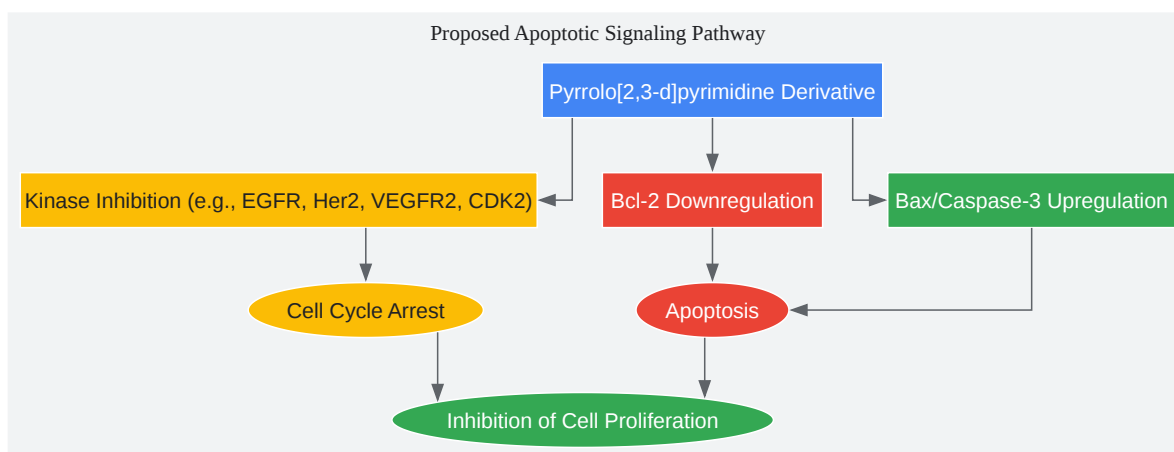 Proposed Apoptotic Signaling Pathway
Pyrrolo[2,3-d]pyrimidine Derivative
Kinase Inhibition (e.g., EGFR, Her2, VEGFR2, CDK2)
Bcl-2 Downregulation
Bax/Caspase-3 Upregulation
Cell Cycle Arrest
Apoptosis
Inhibition of Cell Proliferation